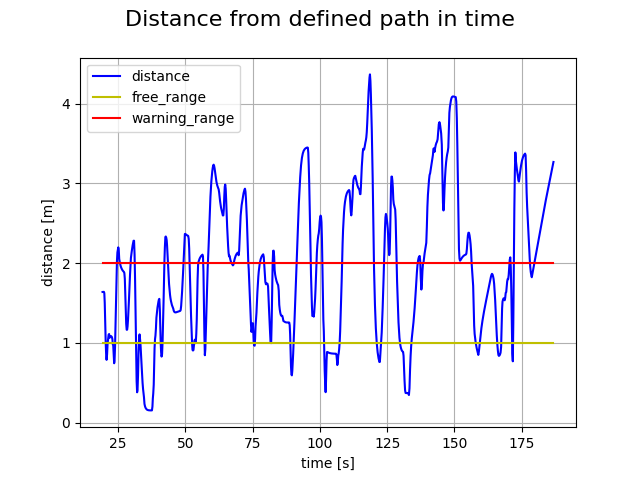 Distance from defined path in time
distance
free_range
warning_range
distance [m]
4
3
2
1
0
25 50 75 100 125 150 175
time [s]